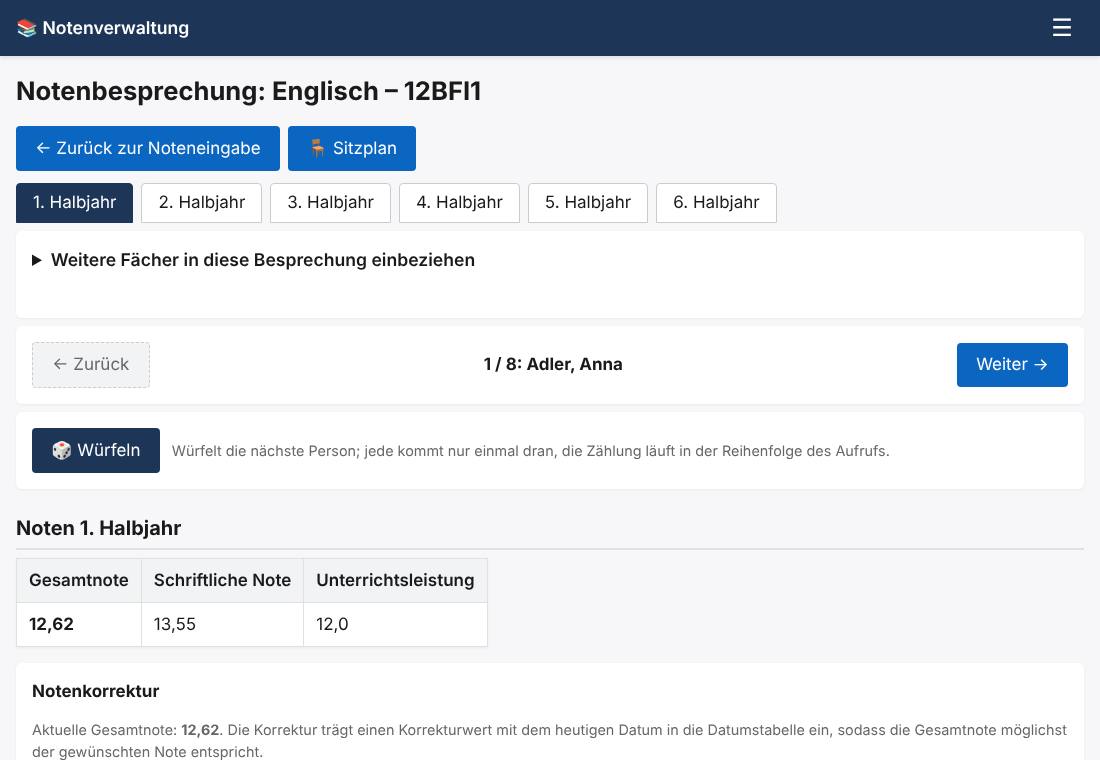 📚 Notenverwaltung ☰
Notenbesprechung: Englisch – 12BFI1
← Zurück zur Noteneingabe 🪑 Sitzplan
1. Halbjahr 2. Halbjahr 3. Halbjahr 4. Halbjahr 5. Halbjahr 6. Halbjahr
▶ Weitere Fächer in diese Besprechung einbeziehen
← Zurück 1 / 8: Adler, Anna Weiter →
🎲 Würfeln Würfelt die nächste Person; jede kommt nur einmal dran, die Zählung läuft in der Reihenfolge des Aufrufs.
Noten 1. Halbjahr
Gesamtnote Schriftliche Note Unterrichtsleistung
12,62 13,55 12,0
Notenkorrektur
Aktuelle Gesamtnote: 12,62. Die Korrektur trägt einen Korrekturwert mit dem heutigen Datum in die Datumstabelle ein, sodass die Gesamtnote möglichst
der gewünschten Note entspricht.